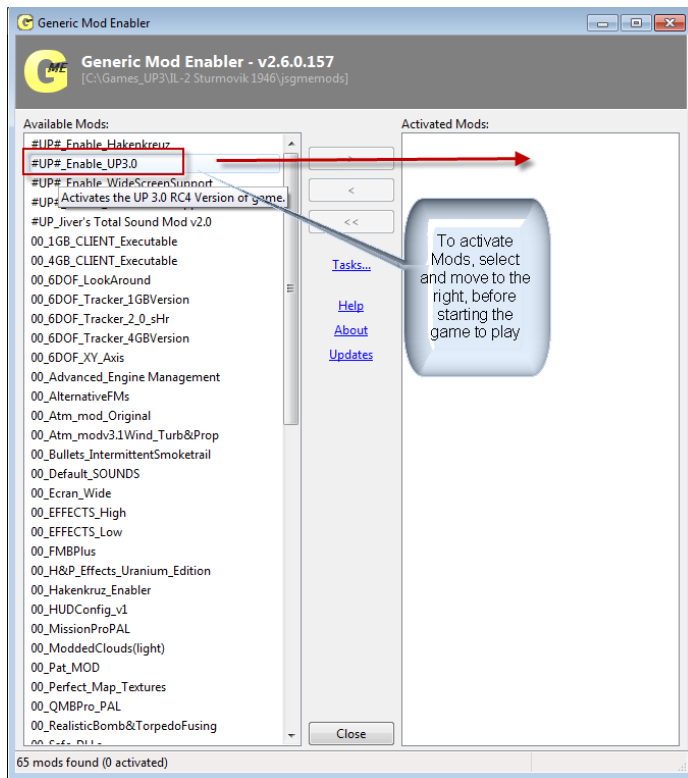 Generic Mod Enabler
Generic Mod Enabler - v2.6.0.157
[C:\Games_UP3\IL-2 Sturmovik 1946\jsgmemods]
Available Mods:
Activated Mods:
#UP#_Enable_Hakenkreuz
#UP#_Enable_UP3.0
#UP#_Enable_WideScreenSupport
#UP#
Activates the UP 3.0 RC4 Version of game.
#UP_Jiver's Total Sound Mod v2.0
00_1GB_CLIENT_Executable
00_4GB_CLIENT_Executable
00_6DOF_LookAround
00_6DOF_Tracker_1GBVersion
00_6DOF_Tracker_2_0_sHr
00_6DOF_Tracker_4GBVersion
00_6DOF_XY_Axis
00_Advanced_Engine Management
00_AlternativeFMs
00_Atm_mod_Original
00_Atm_modv3.1Wind_Turb&Prop
00_Bullets_IntermittentSmoketrail
00_Default_SOUNDS
00_Ecran_Wide
00_EFFECTS_High
00_EFFECTS_Low
00_FMBPlus
00_H&P_Effects_Uranium_Edition
00_Hakenkruz_Enabler
00_HUDConfig_v1
00_MissionProPAL
00_ModdedClouds(light)
00_Pat_MOD
00_Perfect_Map_Textures
00_QMBPro_PAL
00_RealisticBomb&TorpedoFusing
>
<
<<
Tasks...
Help
About
Updates
Close
To activate
Mods, select
and move to the
right, before
starting the
game to play
65 mods found (0 activated)